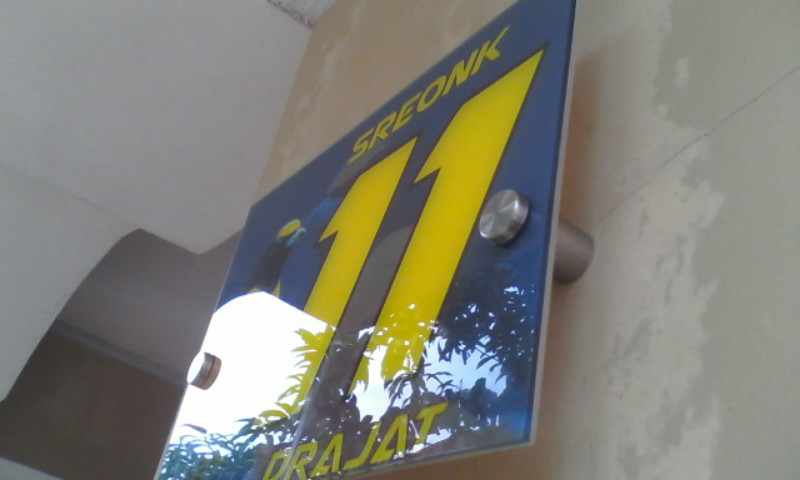 SREONK
11
DRAJAT